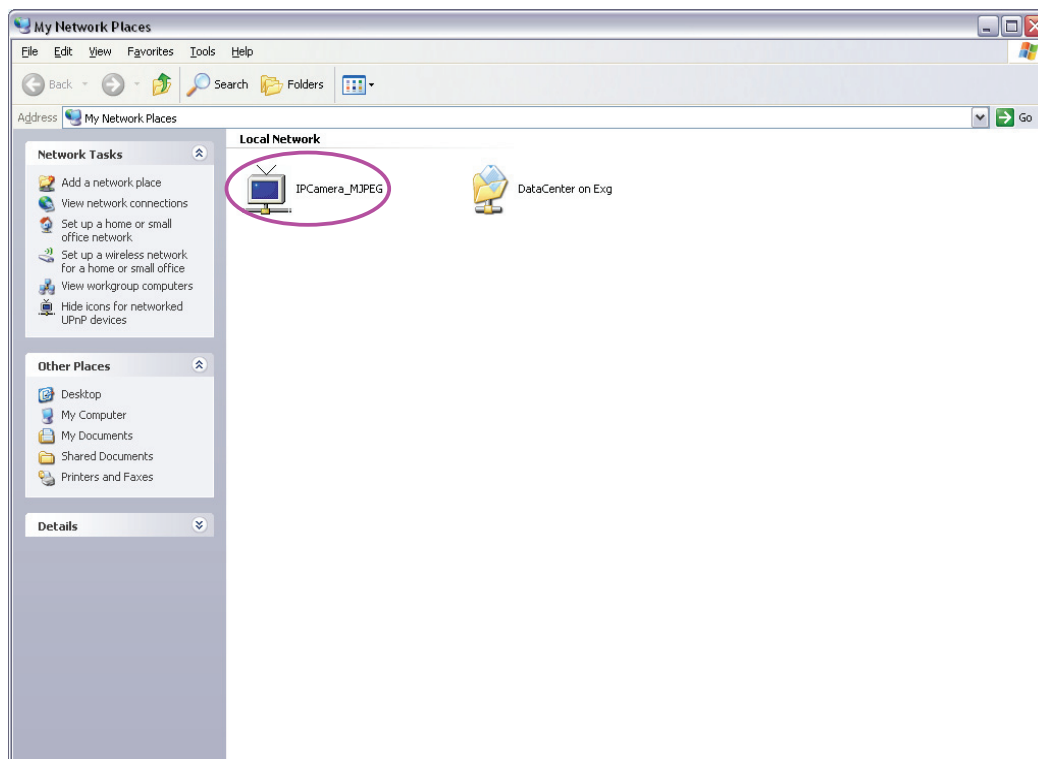 My Network Places
File Edit View Favorites Tools Help
Back Search Folders
Address My Network Places Go
Local Network
Network Tasks
Add a network place
View network connections
Set up a home or small
office network
Set up a wireless network
for a home or small office
View workgroup computers
Hide icons for networked
UPnP devices
IPCamera_MJPEG
DataCenter on Exg
Other Places
Desktop
My Computer
My Documents
Shared Documents
Printers and Faxes
Details